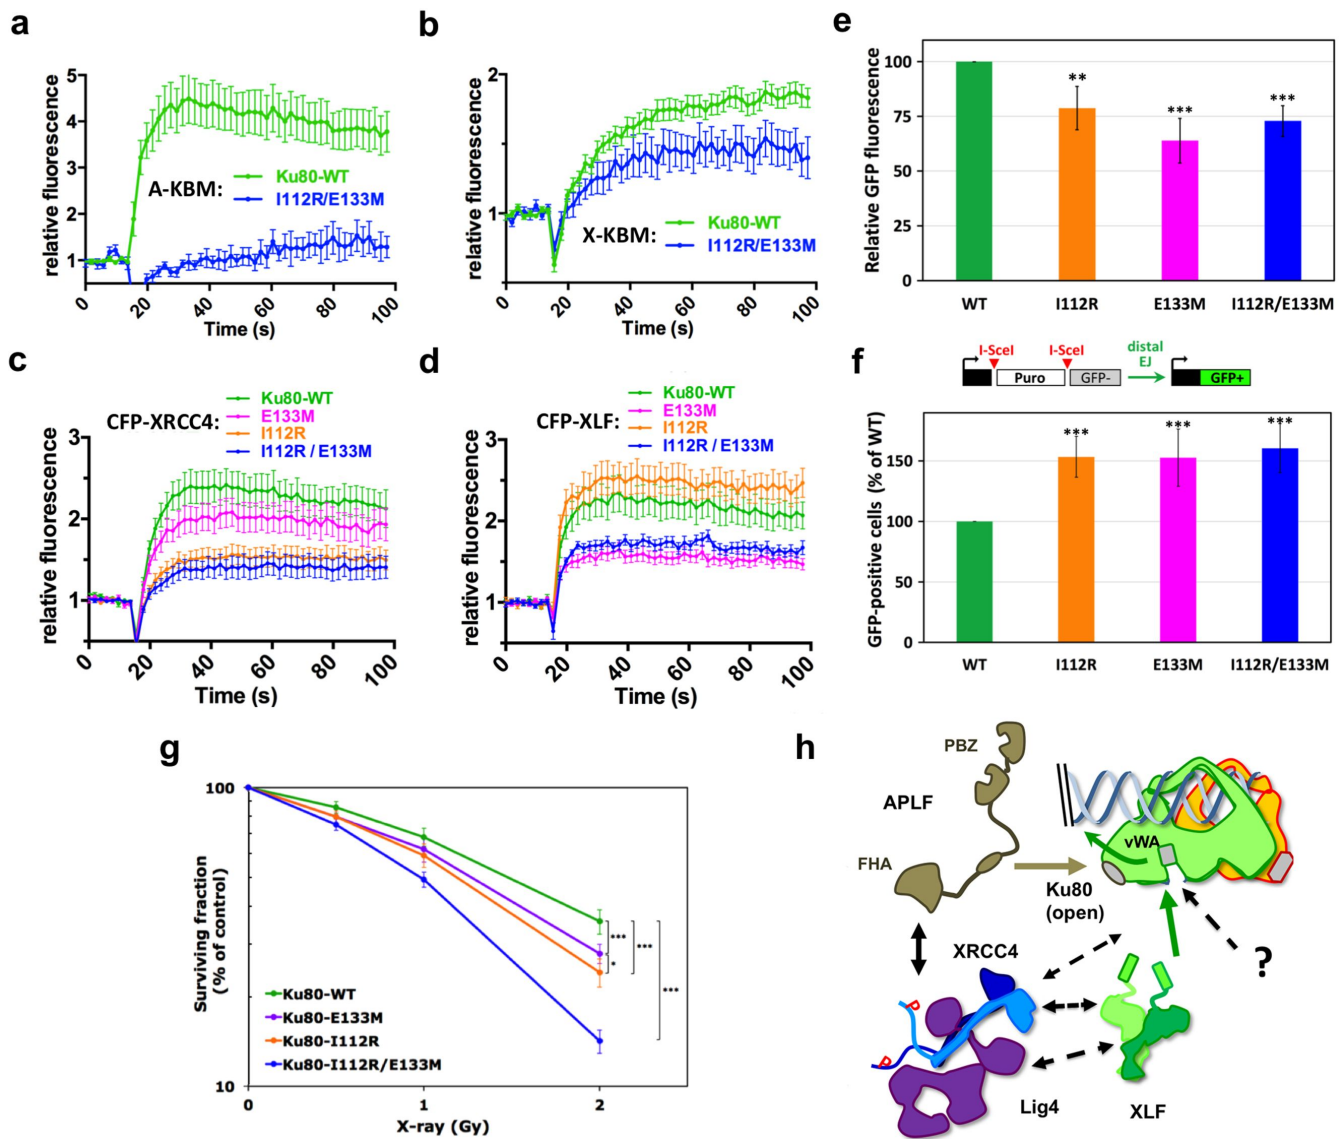 a
relative fluorescence
5
4
3
2
1
A-KBM:
Ku80-WT
I112R/E133M
0
20
40
60
80
100
Time (s)
b
relative fluorescence
2
1
X-KBM:
Ku80-WT
I112R/E133M
0
20
40
60
80
100
Time (s)
c
CFP-XRCC4:
Ku80-WT
E133M
I112R
I112R / E133M
relative fluorescence
3
2
1
0
20
40
60
80
100
Time (s)
d
CFP-XLF:
Ku80-WT
E133M
I112R
I112R / E133M
relative fluorescence
3
2
1
0
20
40
60
80
100
Time (s)
e
Relative GFP fluorescence
100
75
50
25
0
**
***
***
WT
I112R
E133M
I112R/E133M
f
I-SceI
I-SceI
distal
EJ
Puro
GFP-
GFP+
GFP-positive cells (% of WT)
150
100
50
0
***
***
***
WT
I112R
E133M
I112R/E133M
g
Surviving fraction
(% of control)
100
10
***
*
***
***
Ku80-WT
Ku80-E133M
Ku80-I112R
Ku80-I112R/E133M
0
1
2
X-ray (Gy)
h
PBZ
APLF
FHA
vWA
Ku80
(open)
XRCC4
?
P
P
Lig4
XLF